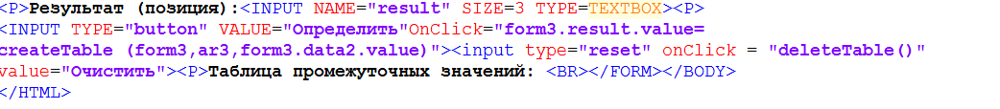 <P>Результат (позиция):<INPUT NAME="result" SIZE=3 TYPE=TEXTBOX><P>
<INPUT TYPE="button" VALUE="Определить"OnClick="form3.result.value=
createTable (form3,ar3,form3.data2.value)"><input type="reset" onClick = "deleteTable()"
value="Очистить"><P>Таблица промежуточных значений: <BR></FORM></BODY>
</HTML>